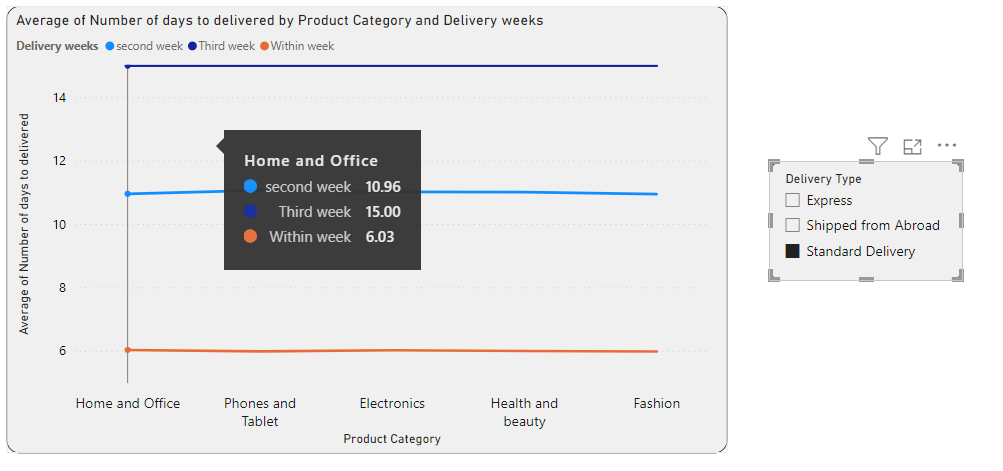 Average of Number of days to delivered by Product Category and Delivery weeks
Delivery weeks second week Third week Within week
Average of Number of days to delivered
14
12
10
8
6
Home and Office
second week 10.96
Third week 15.00
Within week 6.03
Home and Office
Phones and
Tablet
Electronics
Health and
beauty
Fashion
Product Category
Delivery Type
Express
Shipped from Abroad
Standard Delivery